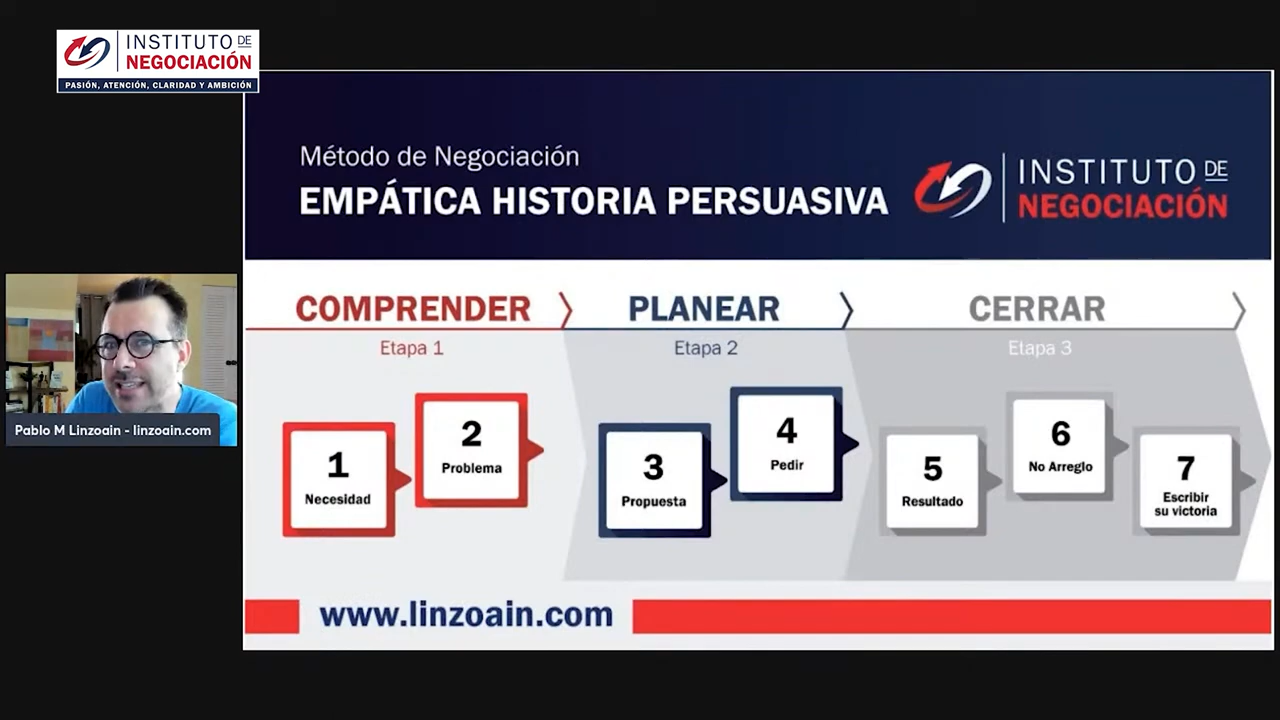 INSTITUTO DE
NEGOCIACIÓN
PASIÓN, ATENCIÓN, CLARIDAD Y AMBICIÓN
Método de Negociación
EMPÁTICA HISTORIA PERSUASIVA
INSTITUTO DE
NEGOCIACIÓN
COMPRENDER
PLANEAR
CERRAR
Etapa 1
Etapa 2
Etapa 3
1
Necesidad
2
Problema
3
Propuesta
4
Pedir
5
Resultado
6
No Arreglo
7
Escribir
su victoria
Pablo M Linzoain - linzoain.com
www.linzoain.com